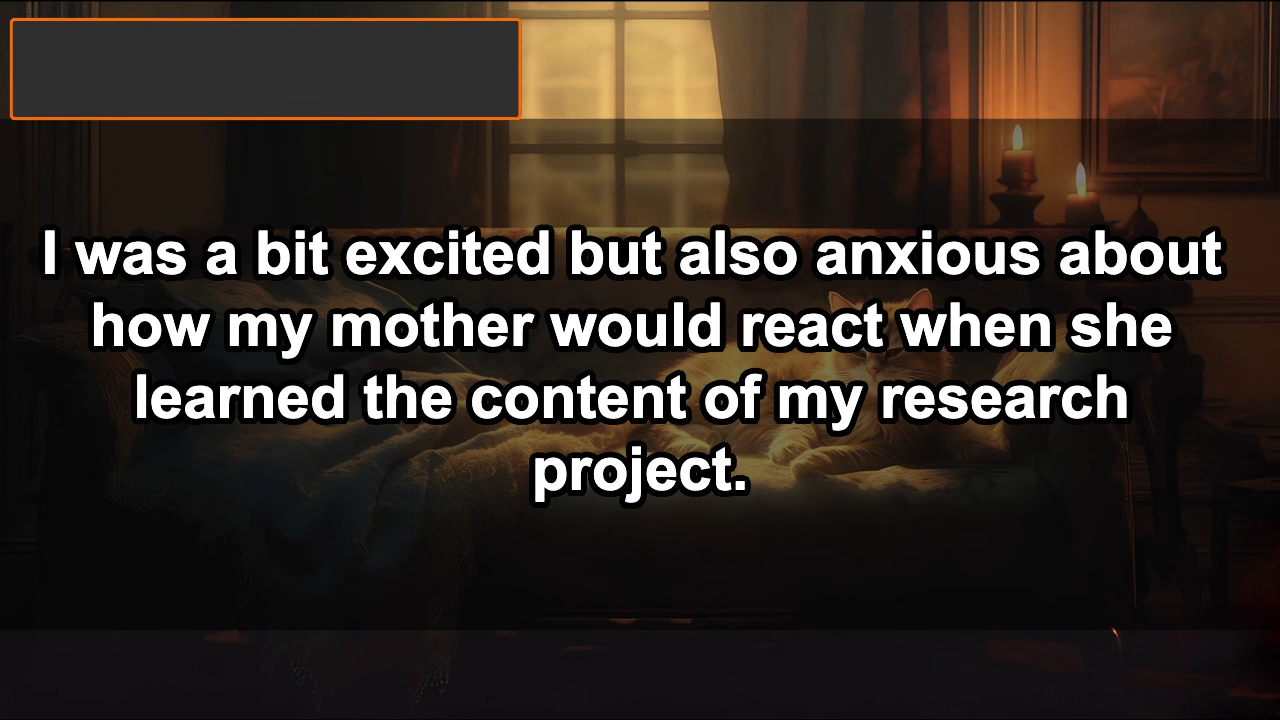 I was a bit excited but also anxious about
how my mother would react when she
learned the content of my research
project.